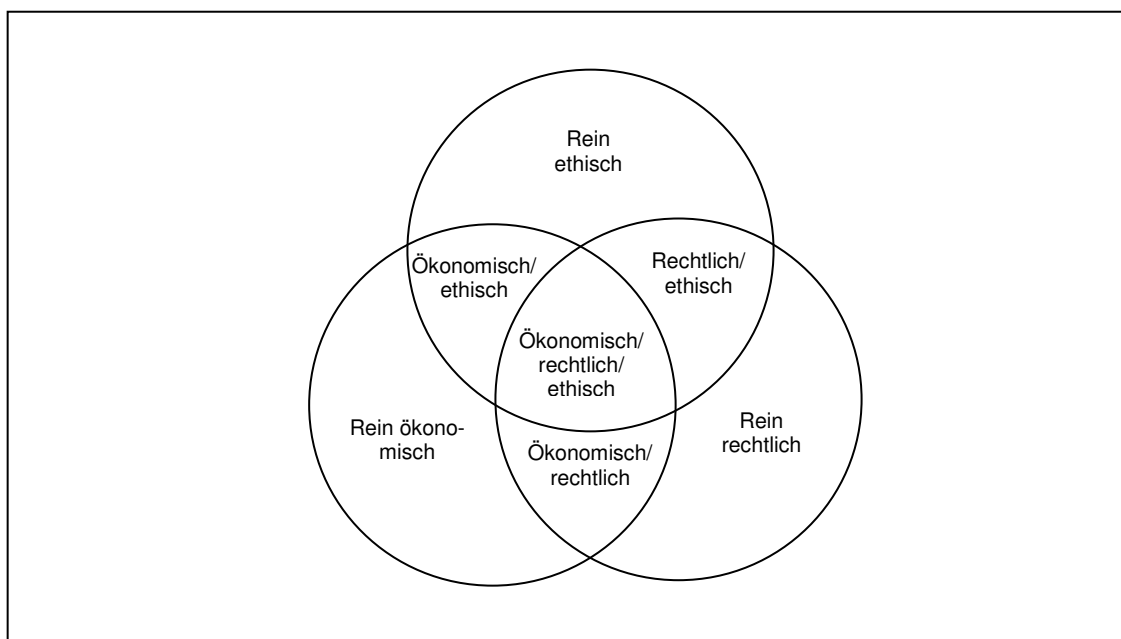 Rein
ethisch
Ökonomisch/
ethisch
Rechtlich/
ethisch
Ökonomisch/
rechtlich/
ethisch
Rein ökono-
misch
Rein
rechtlich
Ökonomisch/
rechtlich